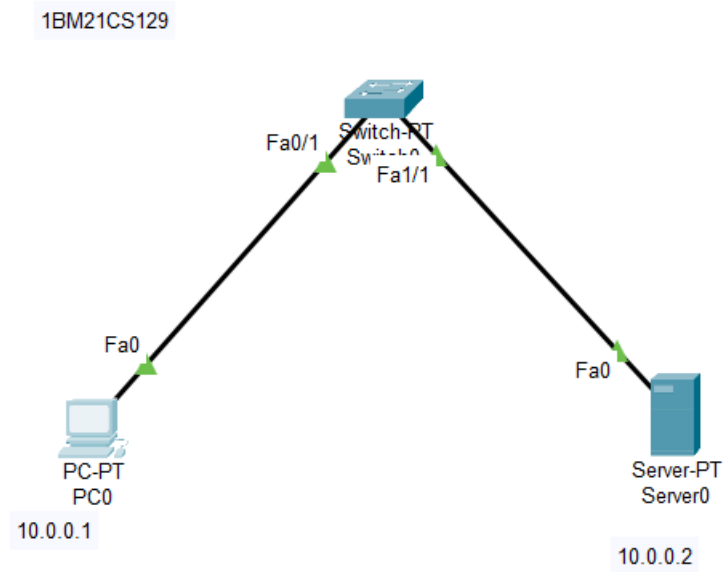 1BM21CS129
Switch-PT
Fa0/1
Fa1/1
Fa0
Fa0
PC-PT
PC0
Server-PT
Server0
10.0.0.1
10.0.0.2